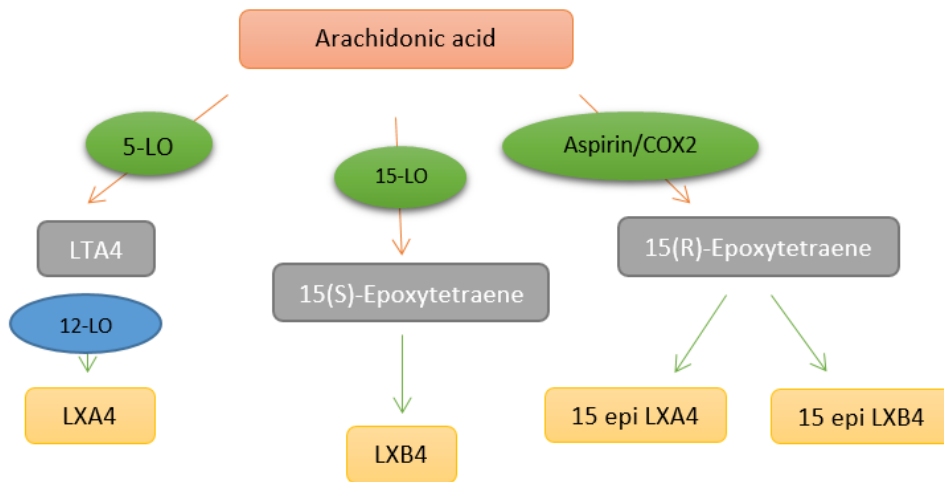 Arachidonic acid
5-LO
15-LO
Aspirin/COX2
LTA4
15(S)-Epoxytetraene
15(R)-Epoxytetraene
12-LO
LXA4
LXB4
15 epi LXA4
15 epi LXB4